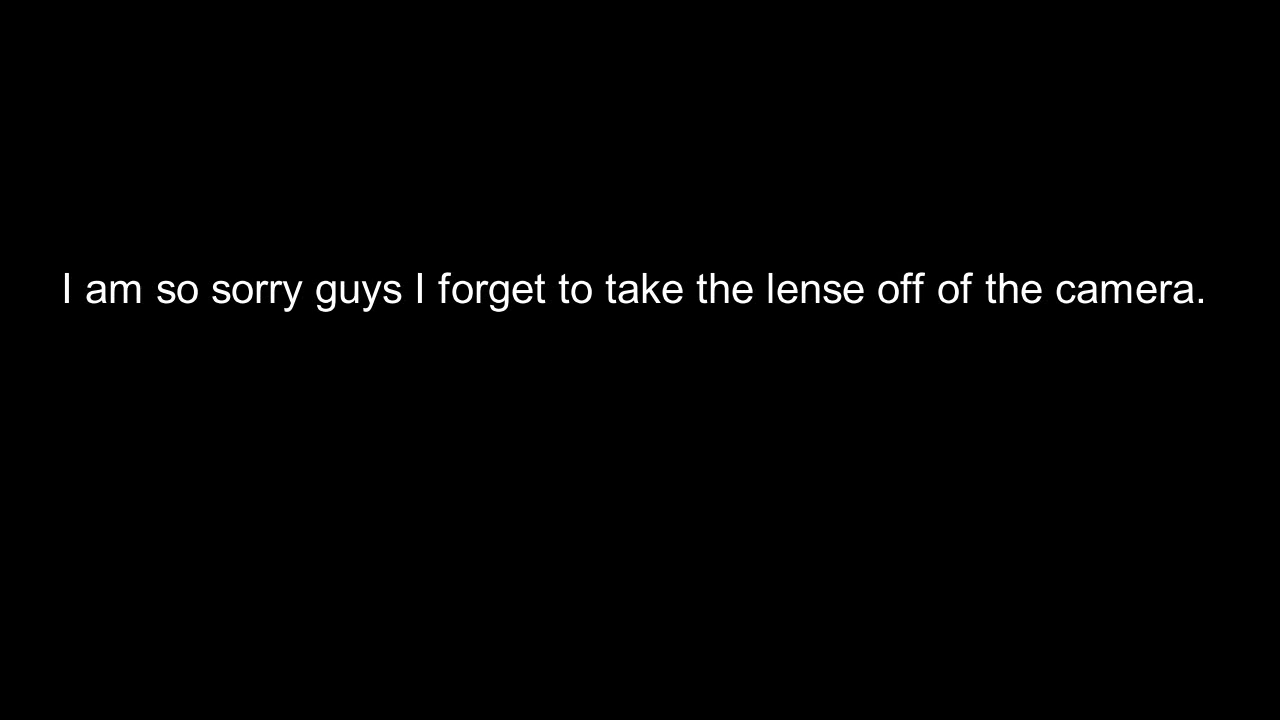 I am so sorry guys I forget to take the lense off of the camera.